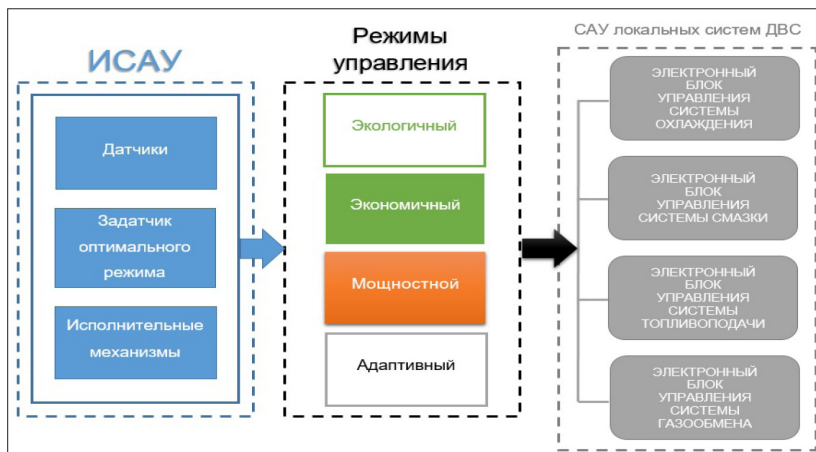 ИСАУ
Датчики
Задатчик
оптимального
режима
Исполнительные
механизмы
Режимы
управления
Экологичный
Экономичный
Мощностной
Адаптивный
САУ локальных систем ДВС
ЭЛЕКТРОННЫЙ
БЛОК
УПРАВЛЕНИЯ
СИСТЕМЫ
ОХЛАЖДЕНИЯ
ЭЛЕКТРОННЫЙ
БЛОК
УПРАВЛЕНИЯ
СИСТЕМЫ СМАЗКИ
ЭЛЕКТРОННЫЙ
БЛОК
УПРАВЛЕНИЯ
СИСТЕМЫ
ТОПЛИВОПОДАЧИ
ЭЛЕКТРОННЫЙ
БЛОК
УПРАВЛЕНИЯ
СИСТЕМЫ
ГАЗООБМЕНА